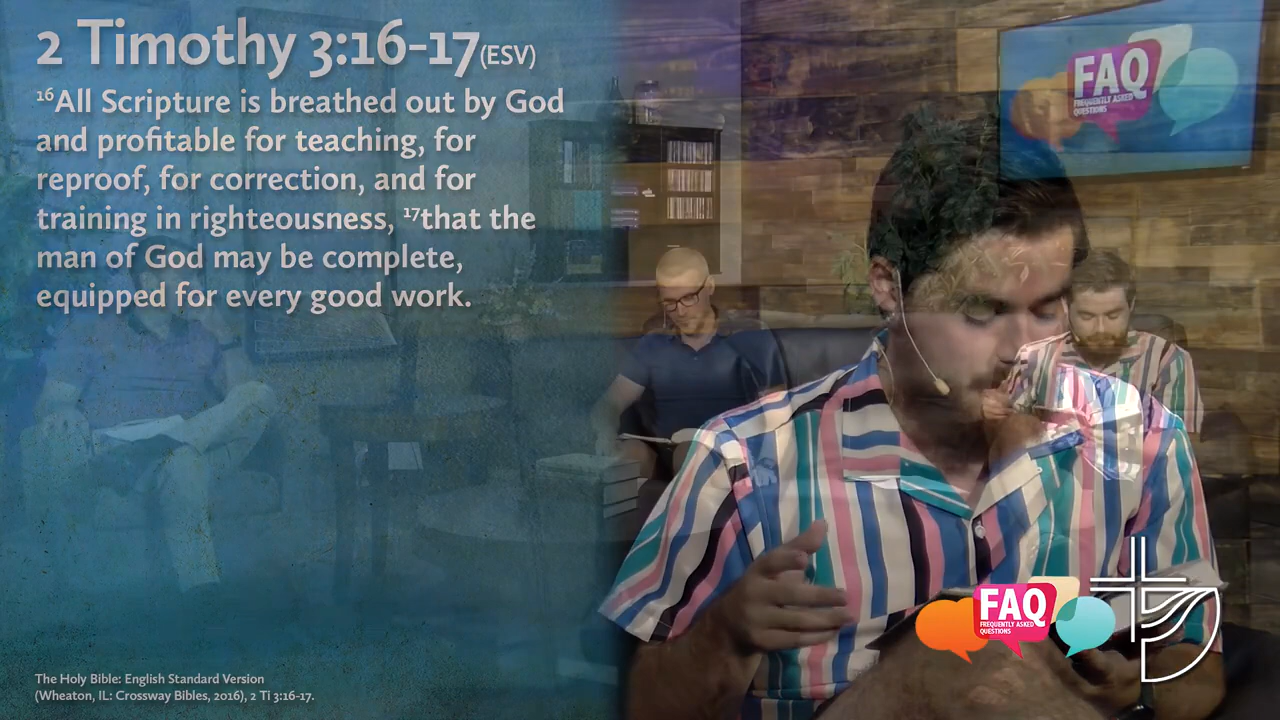 2 Timothy 3:16-17(ESV)
16All Scripture is breathed out by God
and profitable for teaching, for
reproof, for correction, and for
training in righteousness, 17that the
man of God may be complete,
equipped for every good work.
The Holy Bible: English Standard Version
(Wheaton, IL: Crossway Bibles, 2016), 2 Ti 3:16-17.
FAQ
FREQUENTLY ASKED
QUESTIONS
FAQ
FREQUENTLY ASKED
QUESTIONS